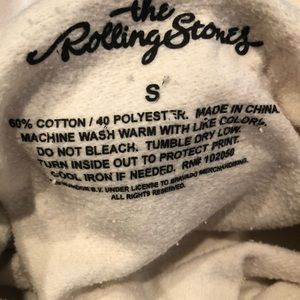 the
Rolling Stones
S
60% COTTON / 40 POLYESTER. MADE IN CHINA
MACHINE WASH WARM WITH LIKE COLORS.
DO NOT BLEACH. TUMBLE DRY LOW.
TURN INSIDE OUT TO PROTECT PRINT.
COOL IRON IF NEEDED. RN# 102050
B.V. UNDER LICENSE TO BRAVADO MERCHANDISING.
ALL RIGHTS RESERVED.